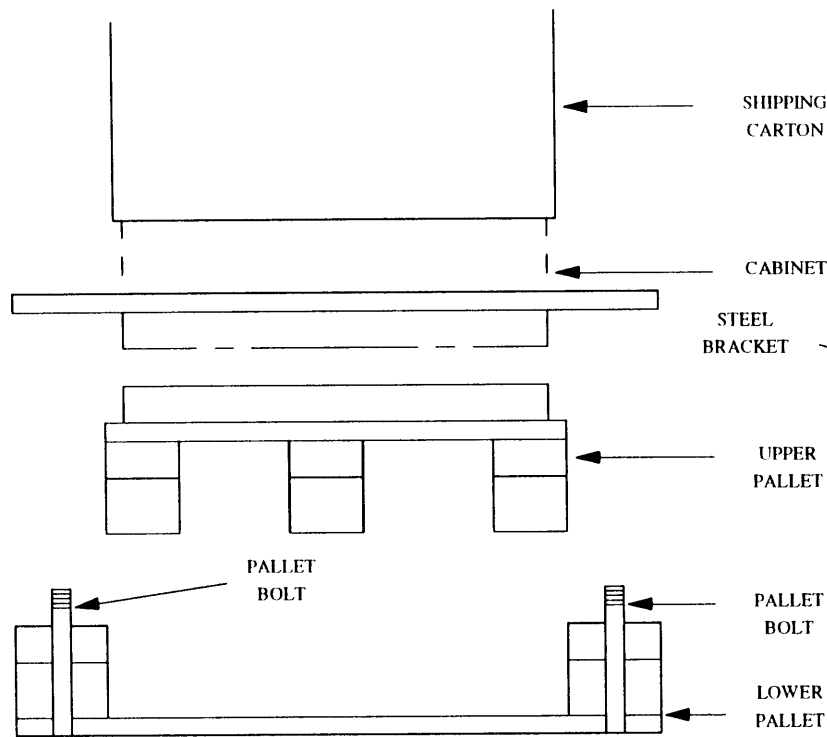 SHIPPING
CARTON
CABINET
STEEL
BRACKET
UPPER
PALLET
PALLET
BOLT
PALLET
BOLT
LOWER
PALLET